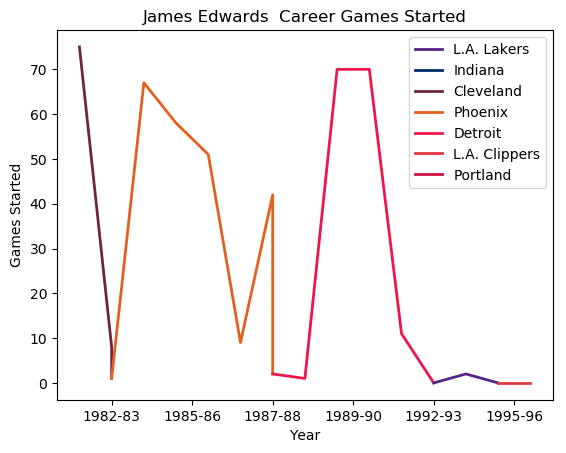 James Edwards  Career Games Started
L.A. Lakers
Indiana
Cleveland
Phoenix
Detroit
L.A. Clippers
Portland
70
60
50
40
30
20
10
0
Games Started
1982-83 1985-86 1987-88 1989-90 1992-93 1995-96
Year